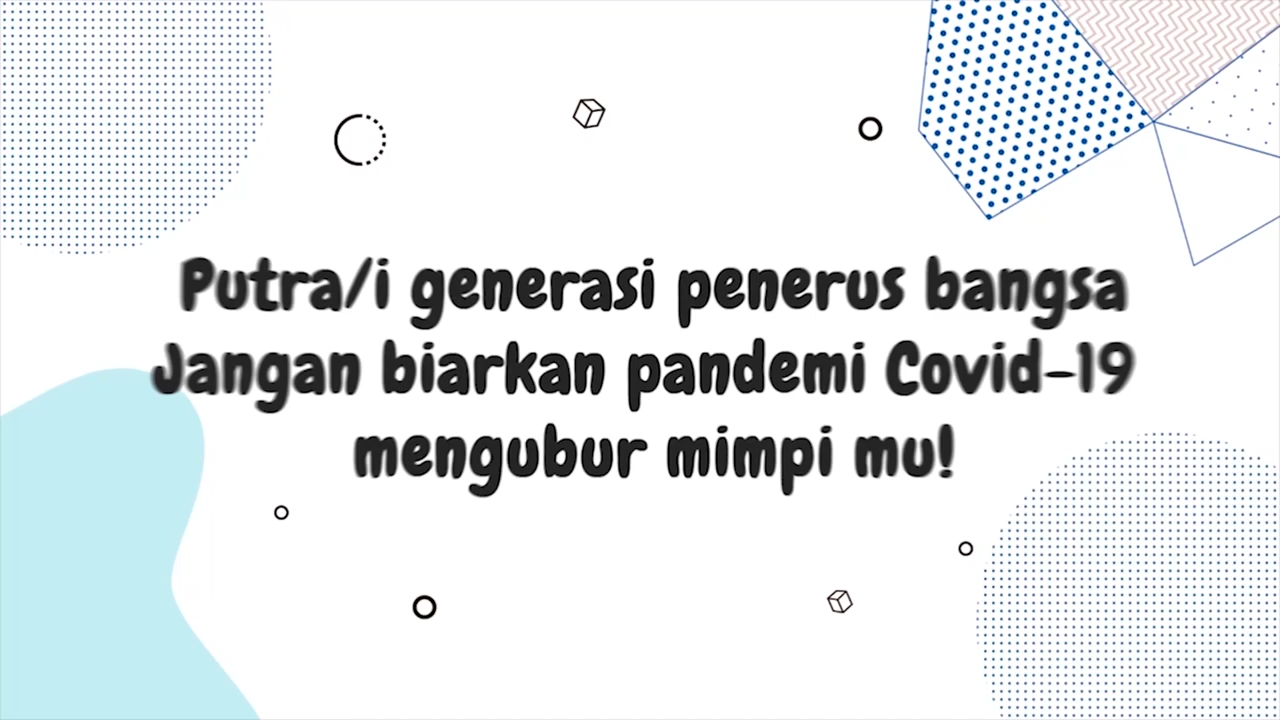 Putra/i generasi penerus bangsa
Jangan biarkan pandemi Covid-19
mengubur mimpi mu!